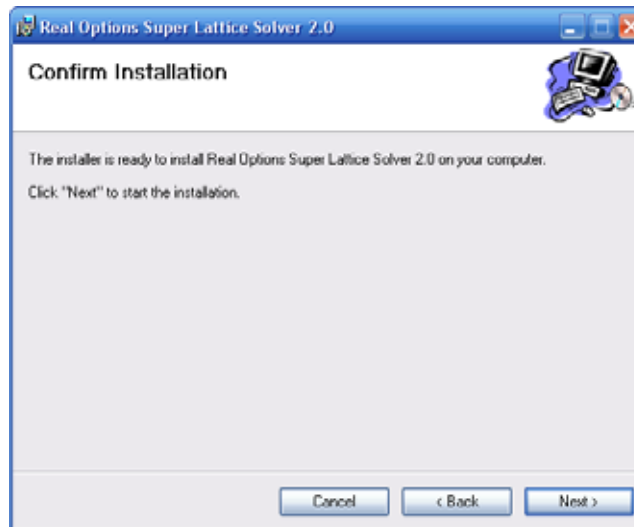 Real Options Super Lattice Solver 2.0
Confirm Installation
The installer is ready to install Real Options Super Lattice Solver 2.0 on your computer.
Click "Next" to start the installation.
Cancel
< Back
Next >